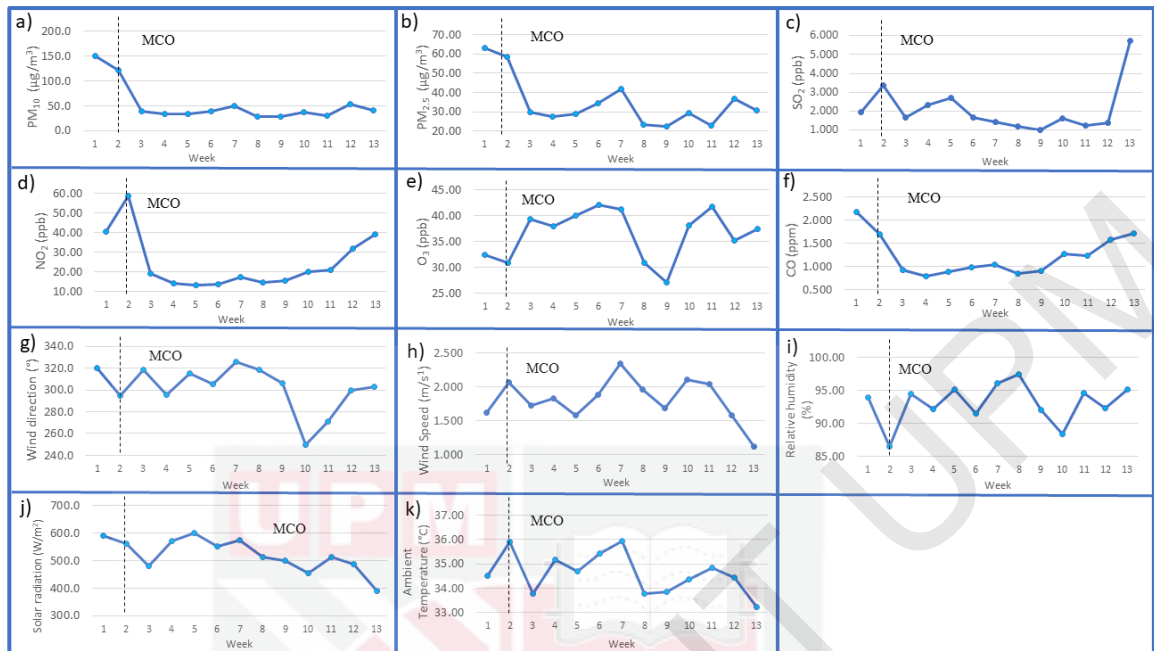 a)
MCO
PM10 (µg/m³)
200.0
150.0
100.0
50.0
0.0
1 2 3 4 5 6 7 8 9 10 11 12 13
Week
b)
MCO
PM2.5 (µg/m³)
70.00
60.00
50.00
40.00
30.00
20.00
1 2 3 4 5 6 7 8 9 10 11 12 13
Week
c)
MCO
SO2 (ppb)
6.000
5.000
4.000
3.000
2.000
1.000
1 2 3 4 5 6 7 8 9 10 11 12 13
Week
d)
MCO
NO2 (ppb)
60.00
50.00
40.00
30.00
20.00
10.00
1 2 3 4 5 6 7 8 9 10 11 12 13
Week
e)
MCO
O3 (ppb)
45.00
40.00
35.00
30.00
25.00
1 2 3 4 5 6 7 8 9 10 11 12 13
Week
f)
MCO
CO (ppm)
2.500
2.000
1.500
1.000
0.500
1 2 3 4 5 6 7 8 9 10 11 12 13
Week
g)
MCO
Wind direction (°)
340.0
320.0
300.0
280.0
260.0
240.0
1 2 3 4 5 6 7 8 9 10 11 12 13
Week
h)
MCO
Wind Speed (m/s¹)
2.500
2.000
1.500
1.000
1 2 3 4 5 6 7 8 9 10 11 12 13
Week
i)
MCO
Relative humidity
(%)
100.00
95.00
90.00
85.00
1 2 3 4 5 6 7 8 9 10 11 12 13
Week
j)
MCO
Solar radiation (W/m²)
700.0
600.0
500.0
400.0
300.0
1 2 3 4 5 6 7 8 9 10 11 12 13
Week
k)
MCO
Ambient
Temperature (°C)
37.00
36.00
35.00
34.00
33.00
1 2 3 4 5 6 7 8 9 10 11 12 13
Week
UPM
T UPM